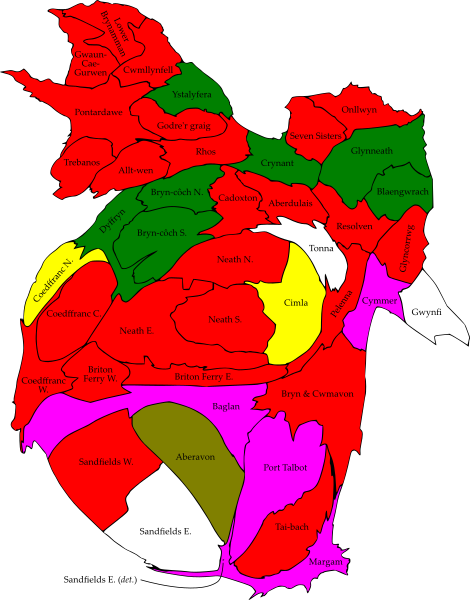 Lower
Brynamman
Gwaun-
Cae-
Gurwen
Cwmllynfell
Ystalyfera
Pontardawe
Godre'r graig
Onllwyn
Seven Sisters
Glynneath
Trebanos
Allt-wen
Rhos
Crynant
Blaengwrach
Bryn-côch N.
Cadoxton
Aberdulais
Dyffryn
Bryn-côch S.
Resolven
Glyncorrwg
Tonna
Neath N.
Coedffranc N.
Cimla
Pelenna
Cymmer
Gwynfi
Coedffranc C.
Neath E.
Neath S.
Briton
Ferry W.
Briton Ferry E.
Coedffranc
W.
Bryn & Cwmavon
Baglan
Sandfields W.
Aberavon
Port Talbot
Sandfields E.
Tai-bach
Margam
Sandfields E. (det.)